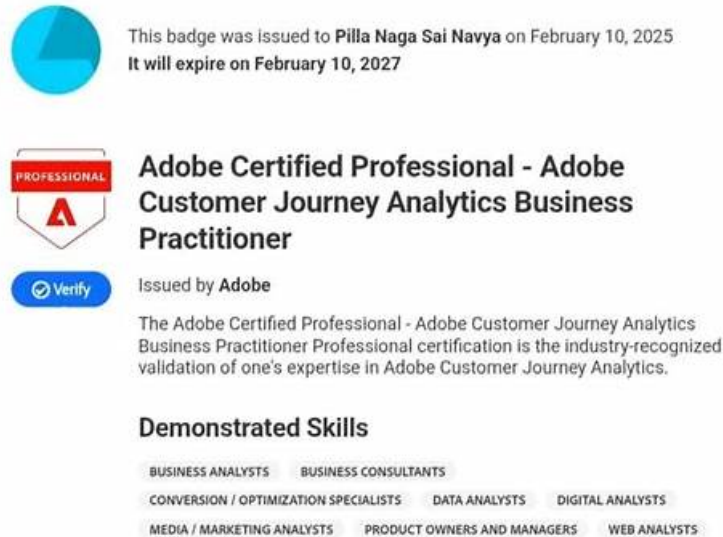 This badge was issued to Pilla Naga Sai Navya on February 10, 2025
It will expire on February 10, 2027
PROFESSIONAL
Adobe Certified Professional - Adobe
Customer Journey Analytics Business
Practitioner
Verify
Issued by Adobe
The Adobe Certified Professional - Adobe Customer Journey Analytics
Business Practitioner Professional certification is the industry-recognized
validation of one's expertise in Adobe Customer Journey Analytics.
Demonstrated Skills
BUSINESS ANALYSTS BUSINESS CONSULTANTS
CONVERSION / OPTIMIZATION SPECIALISTS DATA ANALYSTS DIGITAL ANALYSTS
MEDIA / MARKETING ANALYSTS PRODUCT OWNERS AND MANAGERS WEB ANALYSTS